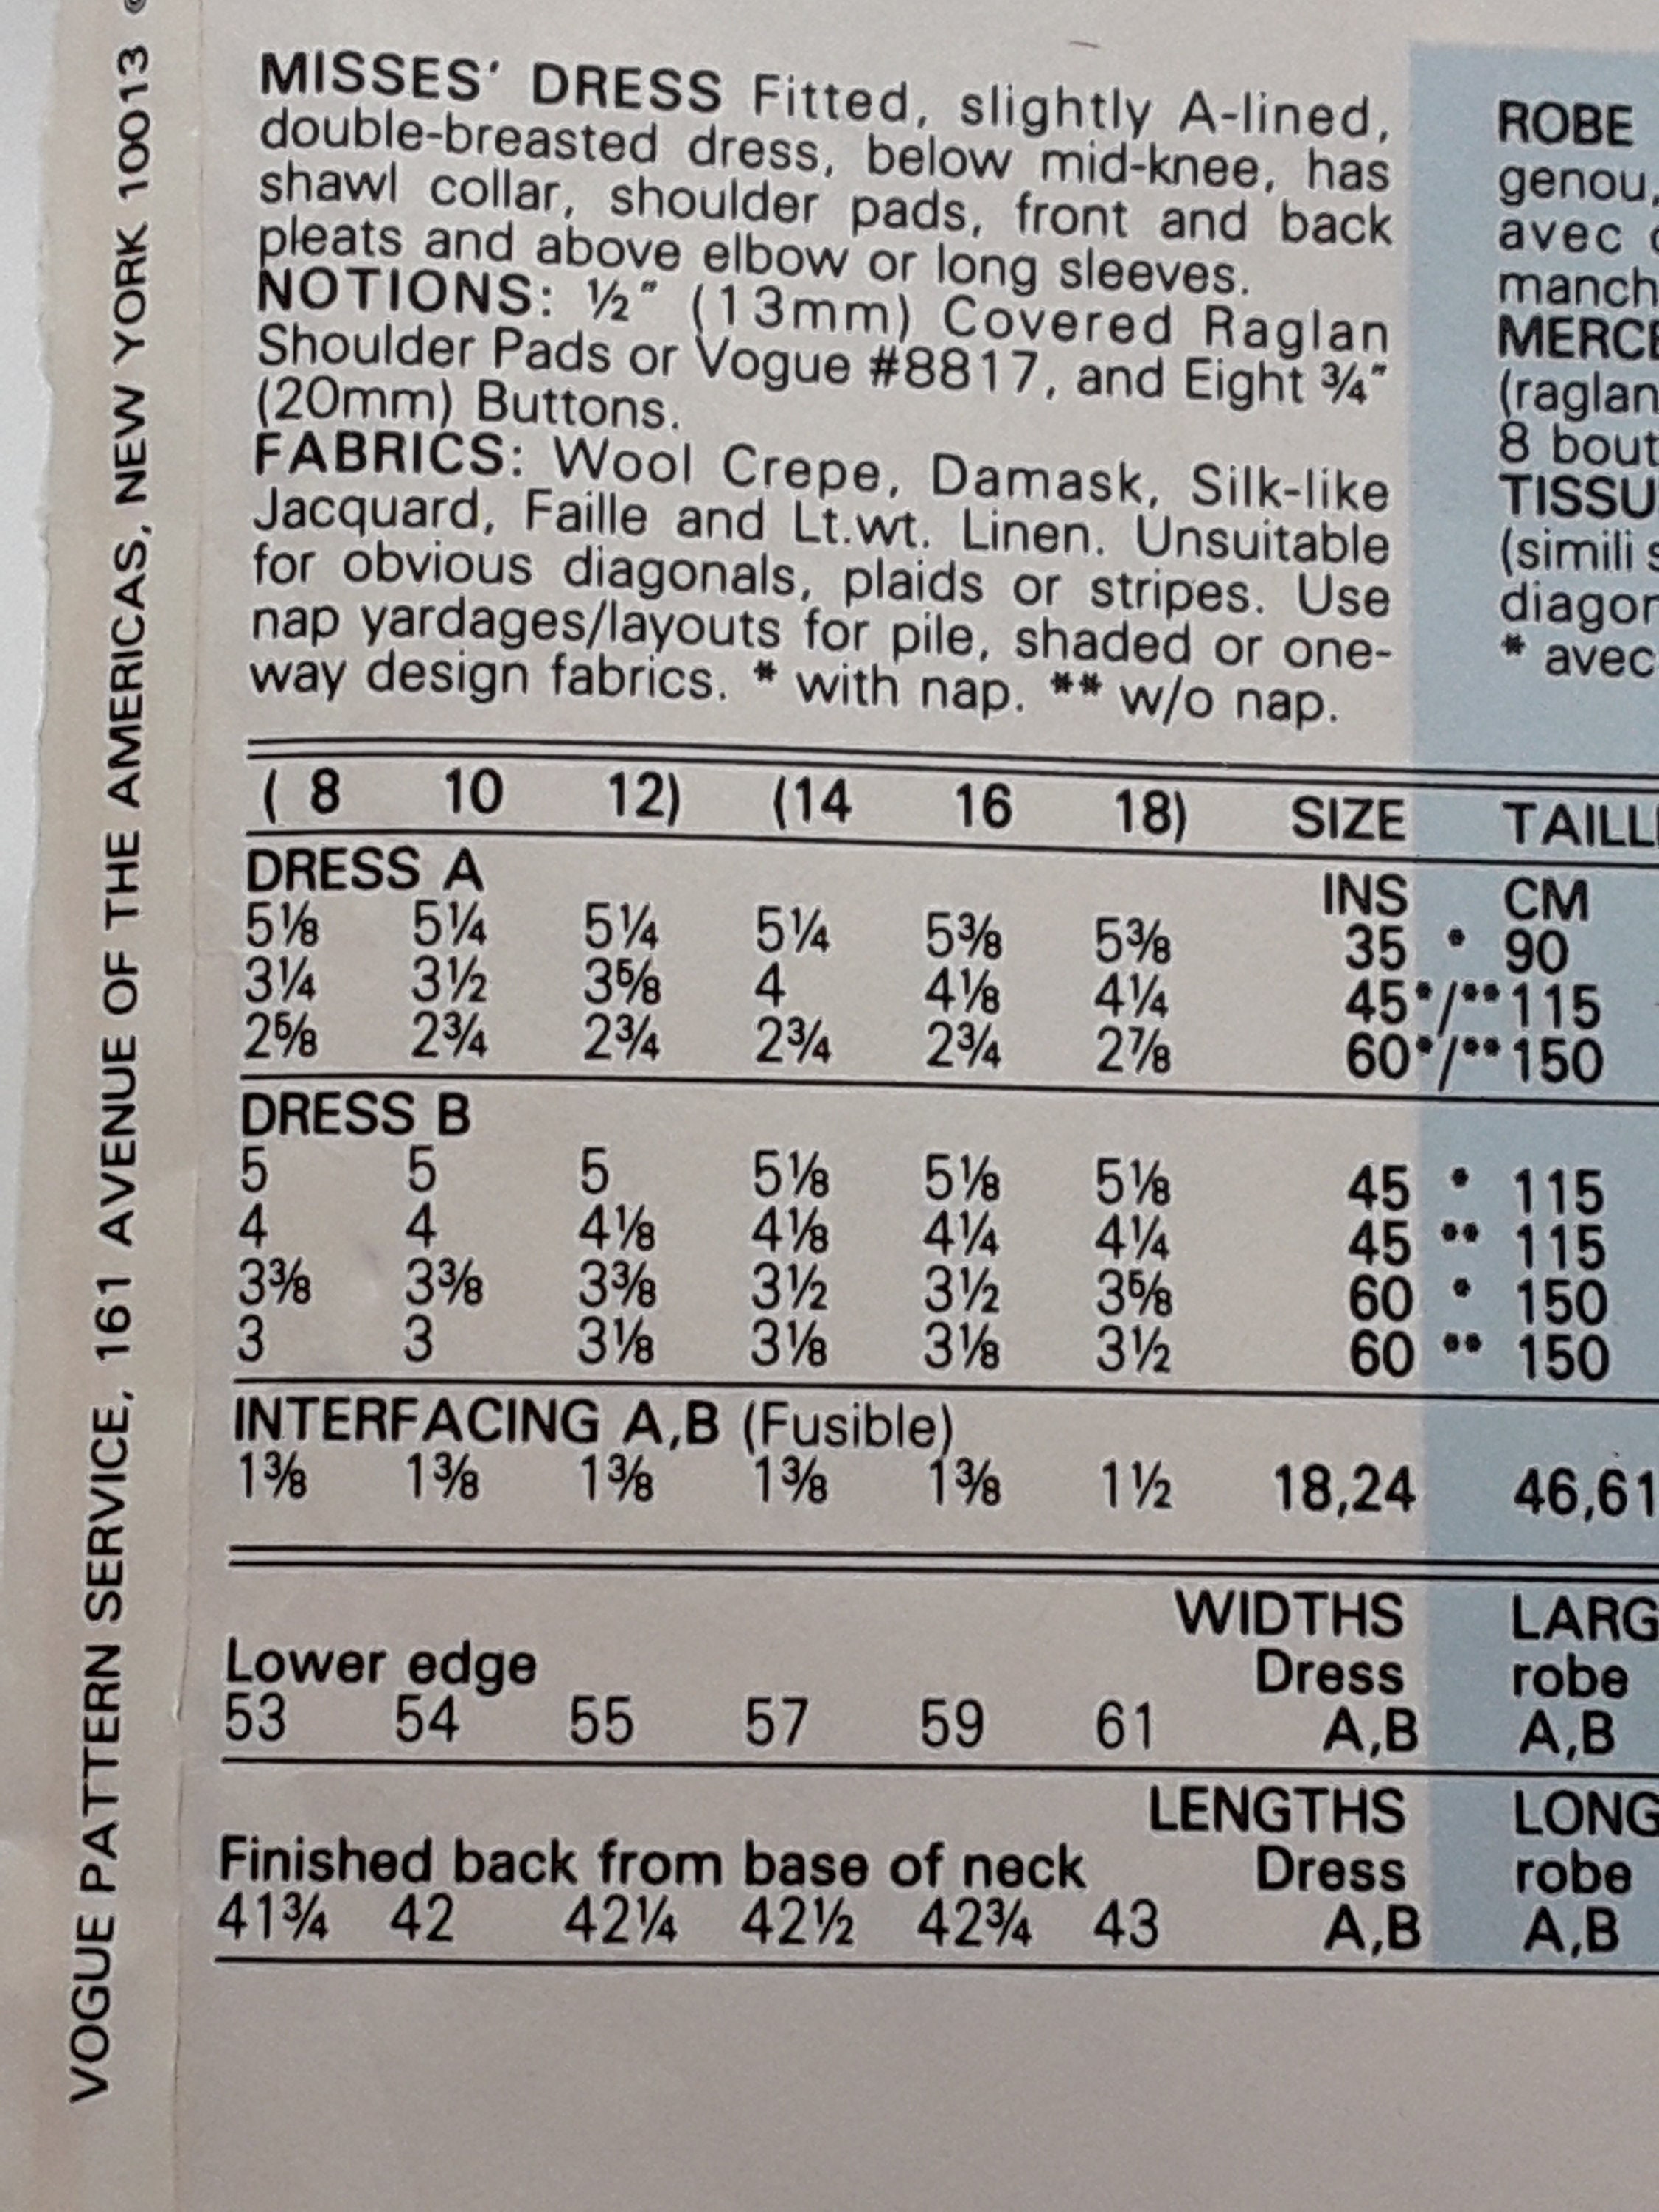 VOGUE PATTERN SERVICE, 161 AVENUE OF THE AMERICAS, NEW YORK 10013 ©
MISSES' DRESS Fitted, slightly A-lined,
double-breasted dress, below mid-knee, has
shawl collar, shoulder pads, front and back
pleats and above elbow or long sleeves.
NOTIONS: ½" (13mm) Covered Raglan
Shoulder Pads or Vogue #8817, and Eight ¾"
(20mm) Buttons.
FABRICS: Wool Crepe, Damask, Silk-like
Jacquard, Faille and Lt.wt. Linen. Unsuitable
for obvious diagonals, plaids or stripes. Use
nap yardages/layouts for pile, shaded or one-
way design fabrics. * with nap. ** w/o nap.
ROBE
genou,
avec
manch
MERCE
(raglan
8 bout
TISSU
(simili s
diagon
* avec
( 8 10 12) (14 16 18) SIZE TAILL
DRESS A INS CM
5⅛ 5¼ 5¼ 5¼ 5⅜ 5⅜ 35 * 90
3¼ 3½ 3⅝ 4 4⅛ 4¼ 45*/**115
2⅝ 2¾ 2¾ 2¾ 2¾ 2⅞ 60*/**150
DRESS B
5 5 5 5⅛ 5⅛ 5⅛ 45 * 115
4 4 4⅛ 4⅛ 4¼ 4¼ 45 ** 115
3⅜ 3⅜ 3⅜ 3½ 3½ 3⅝ 60 * 150
3 3 3⅛ 3⅛ 3⅛ 3½ 60 ** 150
INTERFACING A,B (Fusible)
1⅜ 1⅜ 1⅜ 1⅜ 1⅜ 1½ 18,24 46,61
WIDTHS LARG
Lower edge Dress robe
53 54 55 57 59 61 A,B A,B
LENGTHS LONG
Finished back from base of neck Dress robe
41¾ 42 42¼ 42½ 42¾ 43 A,B A,B